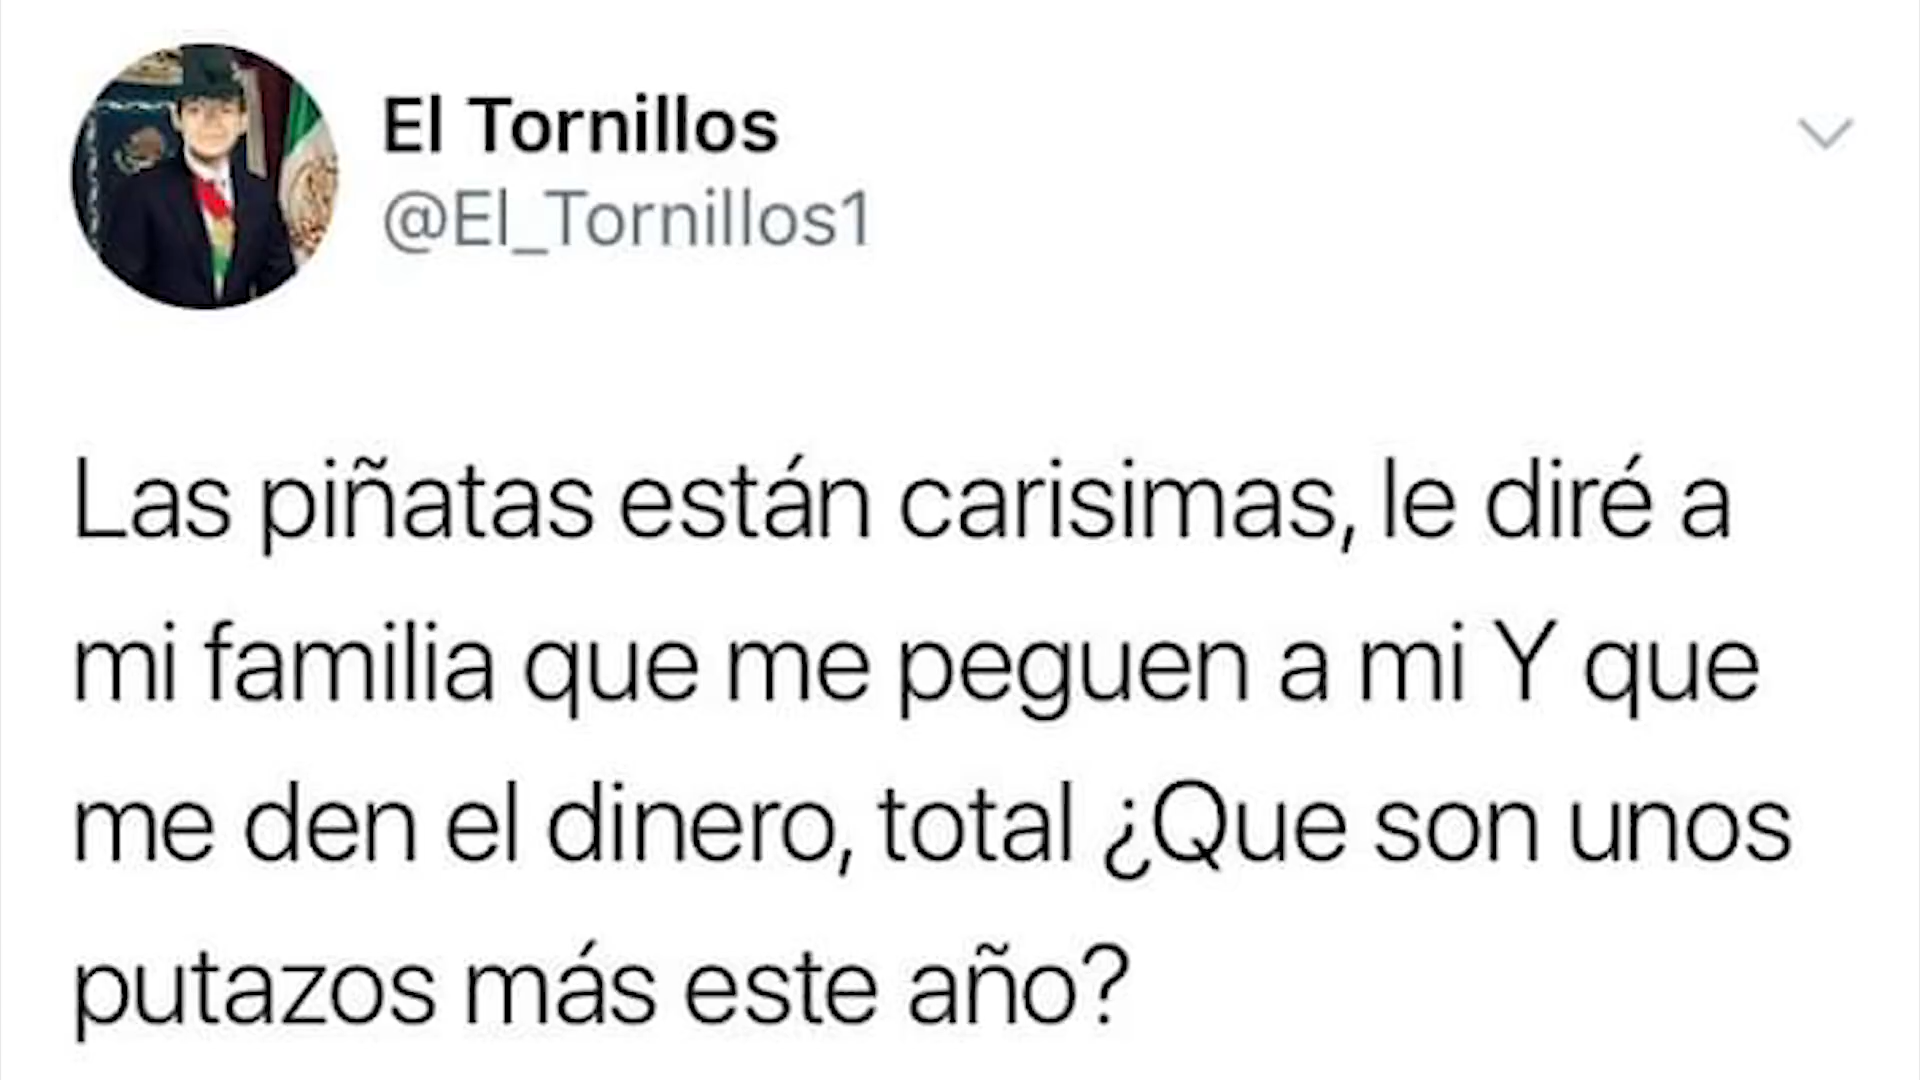 El Tornillos
@El_Tornillos1
Las piñatas están carisimas, le diré a
mi familia que me peguen a mi Y que
me den el dinero, total ¿Que son unos
putazos más este año?